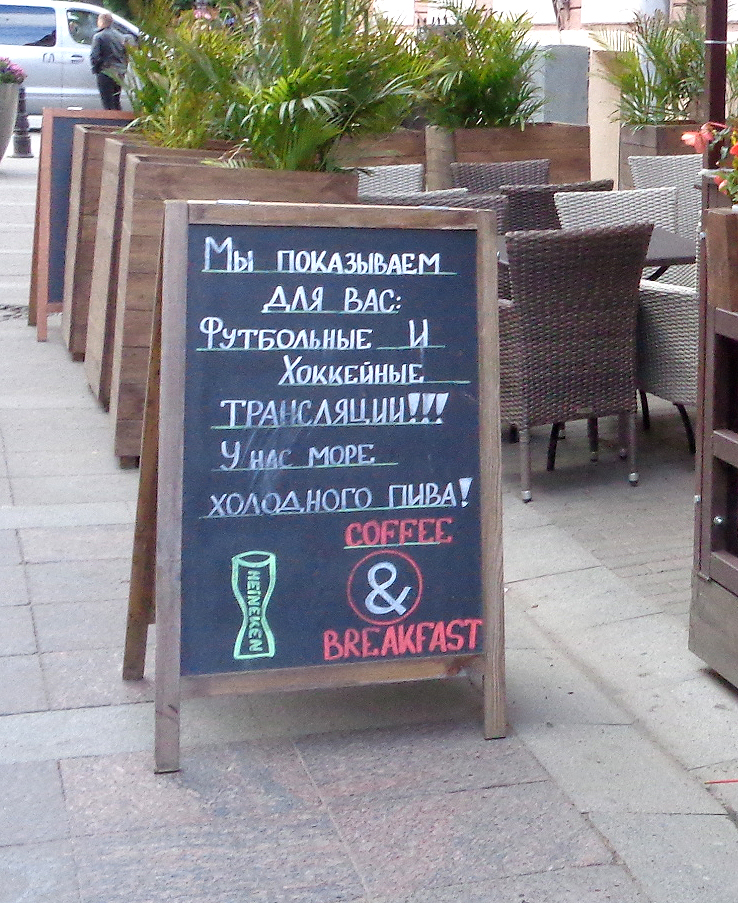 Мы показываем
для вас:
Футбольные и
Хоккейные
трансляции!!!
У нас море
холодного пива!
COFFEE
&
BREAKFAST
HEINEKEN